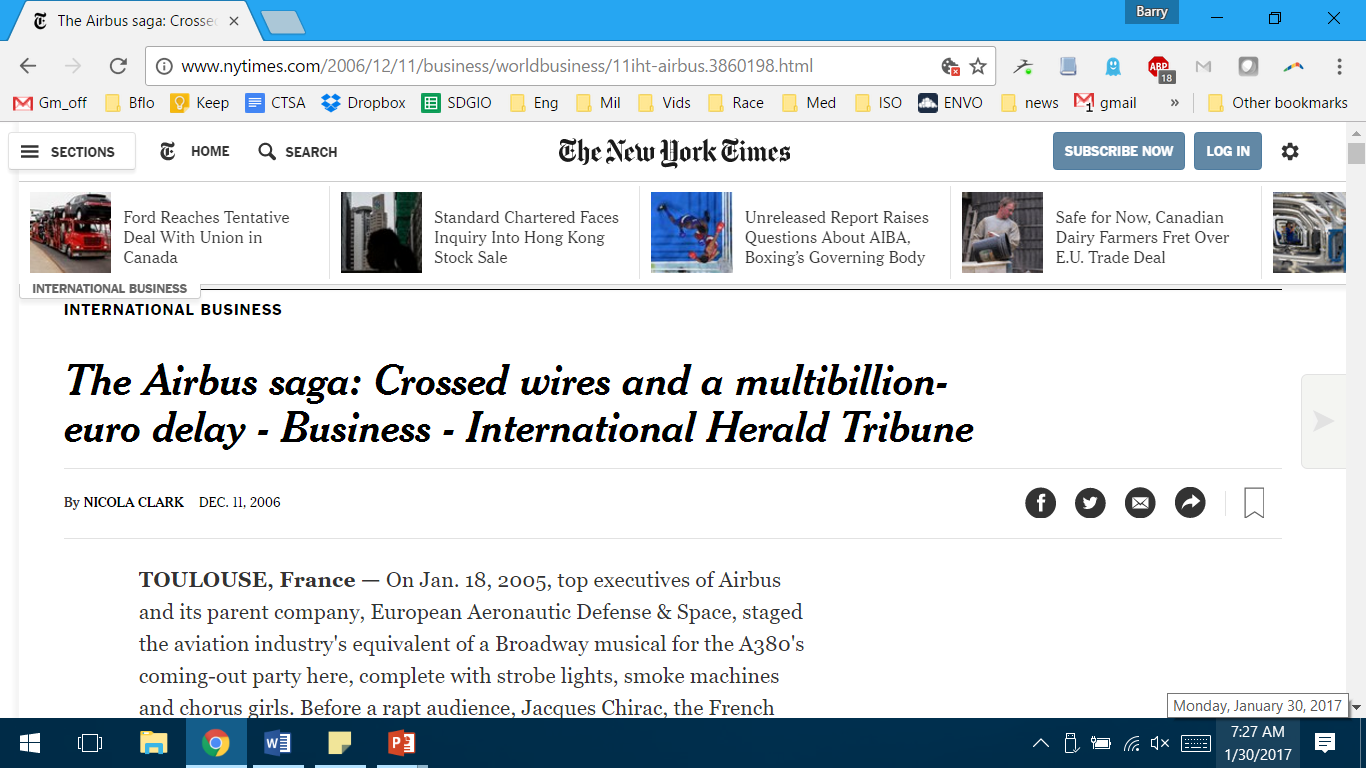 The Airbus saga: Crosse
Barry
www.nytimes.com/2006/12/11/business/worldbusiness/11iht-airbus.3860198.html
ABP
18
Gm_off Bflo Keep CTSA Dropbox SDGIO Eng Mil Vids Race Med ISO ENVO news 1 gmail » Other bookmarks
SECTIONS HOME SEARCH The New York Times SUBSCRIBE NOW LOG IN
Ford Reaches Tentative
Deal With Union in
Canada
Standard Chartered Faces
Inquiry Into Hong Kong
Stock Sale
Unreleased Report Raises
Questions About AIBA,
Boxing's Governing Body
Safe for Now, Canadian
Dairy Farmers Fret Over
E.U. Trade Deal
INTERNATIONAL BUSINESS
INTERNATIONAL BUSINESS
The Airbus saga: Crossed wires and a multibillion-
euro delay - Business - International Herald Tribune
By NICOLA CLARK DEC. 11, 2006
TOULOUSE, France — On Jan. 18, 2005, top executives of Airbus
and its parent company, European Aeronautic Defense & Space, staged
the aviation industry's equivalent of a Broadway musical for the A380's
coming-out party here, complete with strobe lights, smoke machines
and chorus girls. Before a rapt audience, Jacques Chirac, the French
Monday, January 30, 2017
7:27 AM
1/30/2017